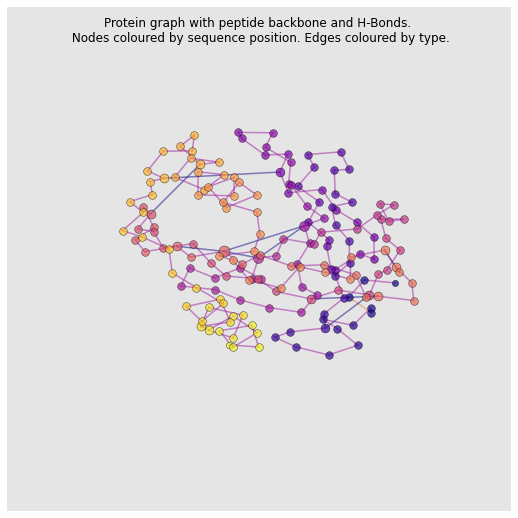 Protein graph with peptide backbone and H-Bonds.
Nodes coloured by sequence position. Edges coloured by type.